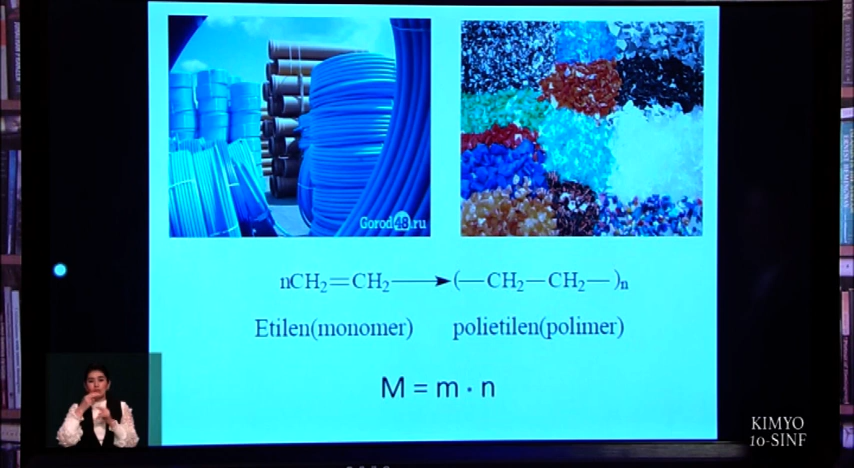 Gorod48.ru
nCH₂=CH₂⟶(—CH₂—CH₂—)ₙ
Etilen(monomer) polietilen(polimer)
M = m · n
KIMYO
10-SINF